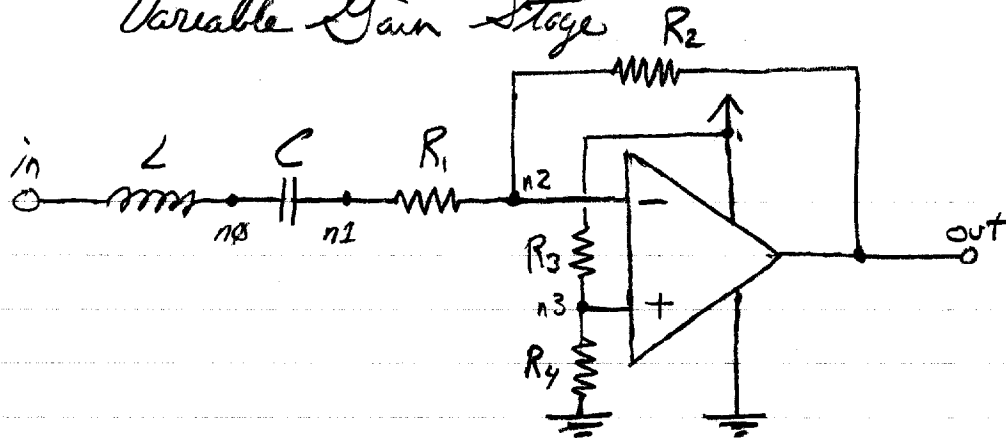 Variable Gain Stage
R2
in L C R1
n0 n1 n2
R3
n3
R4
-
+
out